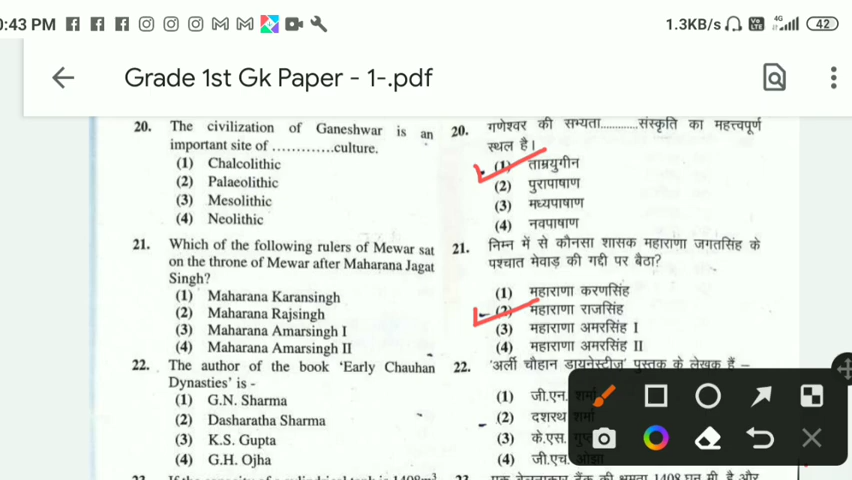 0:43 PM
1.3KB/s
4G
42
Grade 1st Gk Paper - 1-.pdf
20. The civilization of Ganeshwar is an
important site of .............culture.
(1) Chalcolithic
(2) Palaeolithic
(3) Mesolithic
(4) Neolithic
21. Which of the following rulers of Mewar sat
on the throne of Mewar after Maharana Jagat
Singh?
(1) Maharana Karansingh
(2) Maharana Rajsingh
(3) Maharana Amarsingh I
(4) Maharana Amarsingh II
22. The author of the book ‘Early Chauhan
Dynasties’ is -
(1) G.N. Sharma
(2) Dasharatha Sharma
(3) K.S. Gupta
(4) G.H. Ojha
20. गणेश्वर की सभ्यता............संस्कृति का महत्त्वपूर्ण
स्थल है।
(1) ताम्रयुगीन
(2) पुरापाषाण
(3) मध्यपाषाण
(4) नवपाषाण
21. निम्न में से कौनसा शासक महाराणा जगतसिंह के
पश्चात मेवाड़ की गद्दी पर बैठा?
(1) महाराणा करणसिंह
(2) महाराणा राजसिंह
(3) महाराणा अमरसिंह I
(4) महाराणा अमरसिंह II
22. ‘अर्ली चौहान डायनेस्टीज’ पुस्तक के लेखक हैं –
(1) जी.एन. शर्मा
(2) दशरथ शर्मा
(3) के.एस. गुप्ता
(4) जी.एच. ओझा